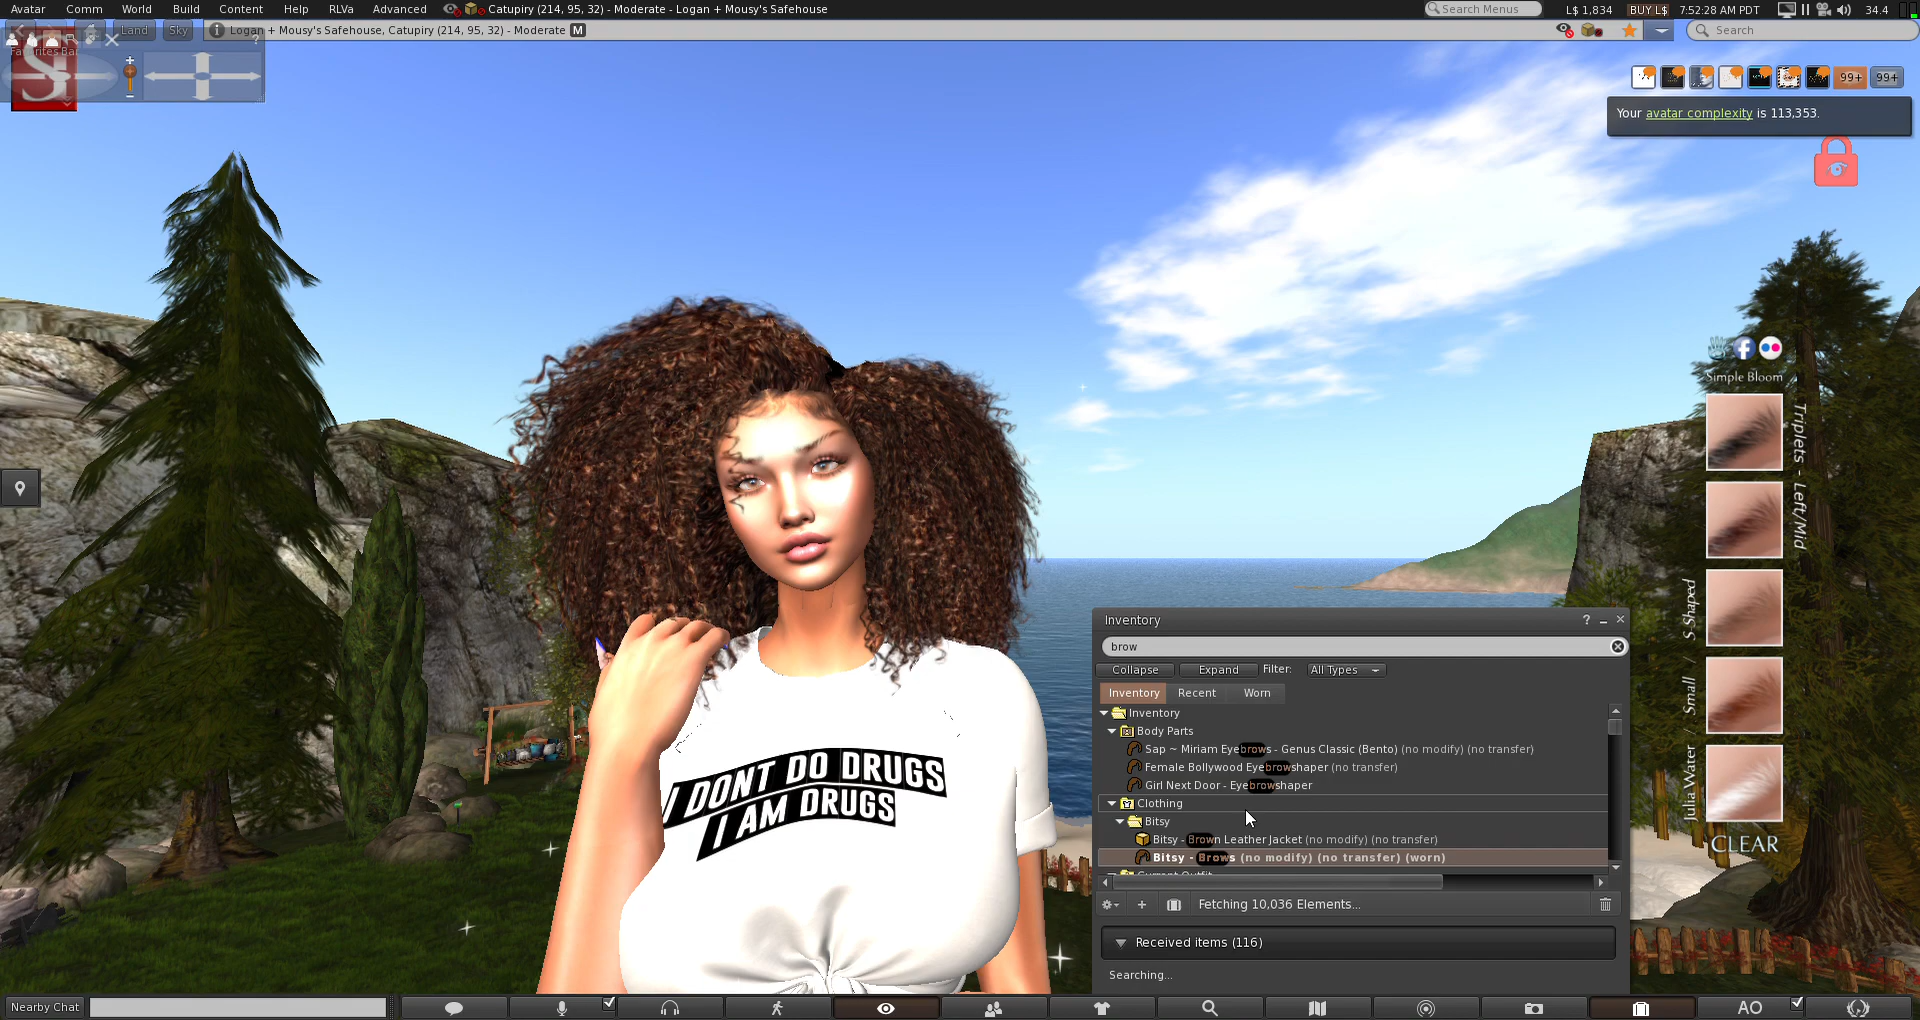 Avatar Comm World Build Content Help RLVa Advanced Catupiry (214, 95, 32) - Moderate - Logan + Mousy's Safehouse Search Menus L$ 1,834 BUY L$ 7:52:28 AM PDT 34.4
Land Sky Logan + Mousy's Safehouse, Catupiry (214, 95, 32) - Moderate M Search
Favorites Bar
99+ 99+
Your avatar complexity is 113,353.
Simple Bloom
Triplets - Left/Mid
Julia Water / Small / S-Shaped
CLEAR
I DONT DO DRUGS
I AM DRUGS
Inventory ?
brow
Collapse Expand Filter: All Types
Inventory Recent Worn
Inventory
Body Parts
Sap ~ Miriam Eyebrows - Genus Classic (Bento) (no modify) (no transfer)
Female Bollywood Eyebrowshaper (no transfer)
Girl Next Door - Eyebrowshaper
Clothing
Bitsy
Bitsy - Brown Leather Jacket (no modify) (no transfer)
Bitsy - Brows (no modify) (no transfer) (worn)
Current Outfit
Fetching 10,036 Elements...
Received items (116)
Searching...
Nearby Chat AO